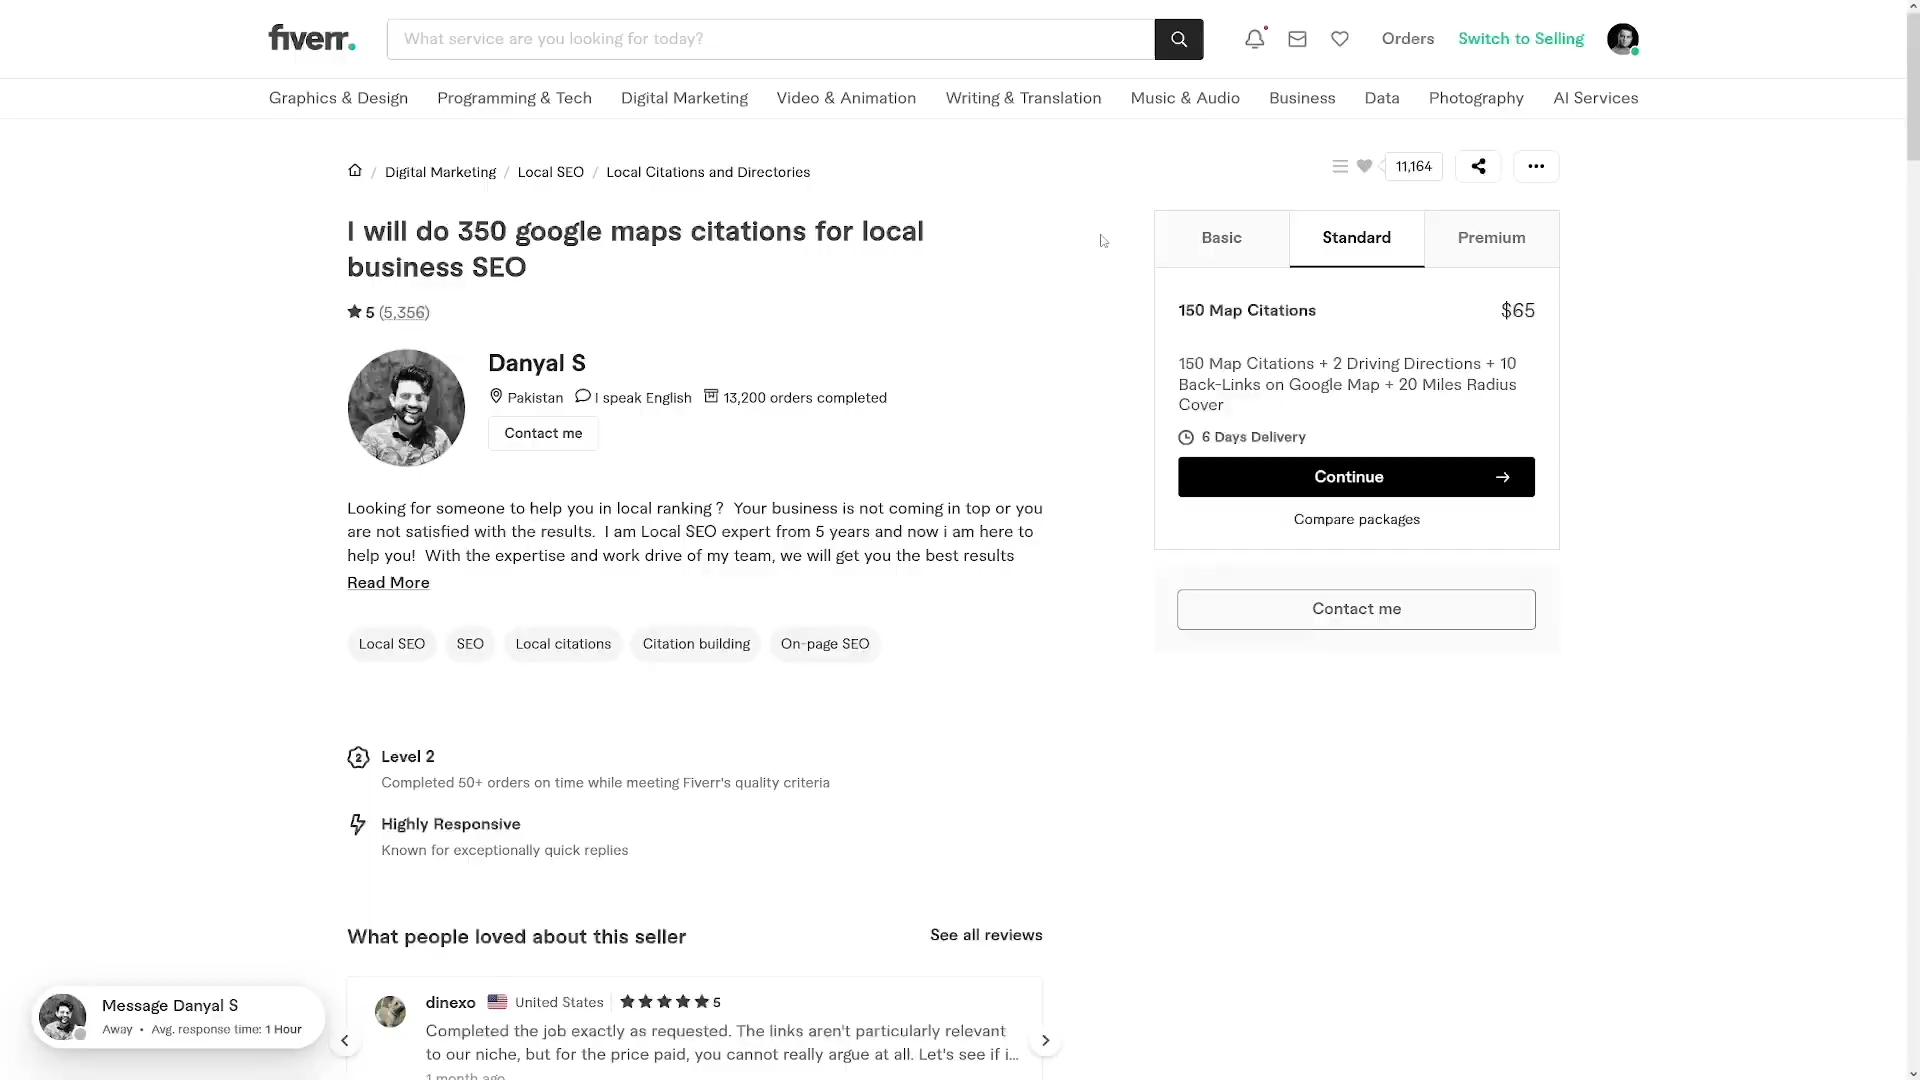 fiverr.
What service are you looking for today?
Orders
Switch to Selling
Graphics & Design
Programming & Tech
Digital Marketing
Video & Animation
Writing & Translation
Music & Audio
Business
Data
Photography
AI Services
/ Digital Marketing / Local SEO / Local Citations and Directories
11,164
I will do 350 google maps citations for local
business SEO
5 (5,356)
Danyal S
Pakistan
I speak English
13,200 orders completed
Contact me
Looking for someone to help you in local ranking ? Your business is not coming in top or you
are not satisfied with the results. I am Local SEO expert from 5 years and now i am here to
help you! With the expertise and work drive of my team, we will get you the best results
Read More
Local SEO
SEO
Local citations
Citation building
On-page SEO
2
Level 2
Completed 50+ orders on time while meeting Fiverr's quality criteria
Highly Responsive
Known for exceptionally quick replies
What people loved about this seller
See all reviews
dinexo
United States
5
Completed the job exactly as requested. The links aren't particularly relevant
to our niche, but for the price paid, you cannot really argue at all. Let's see if i...
1 month ago
Basic
Standard
Premium
150 Map Citations
$65
150 Map Citations + 2 Driving Directions + 10
Back-Links on Google Map + 20 Miles Radius
Cover
6 Days Delivery
Continue
Compare packages
Contact me
Message Danyal S
Away • Avg. response time: 1 Hour